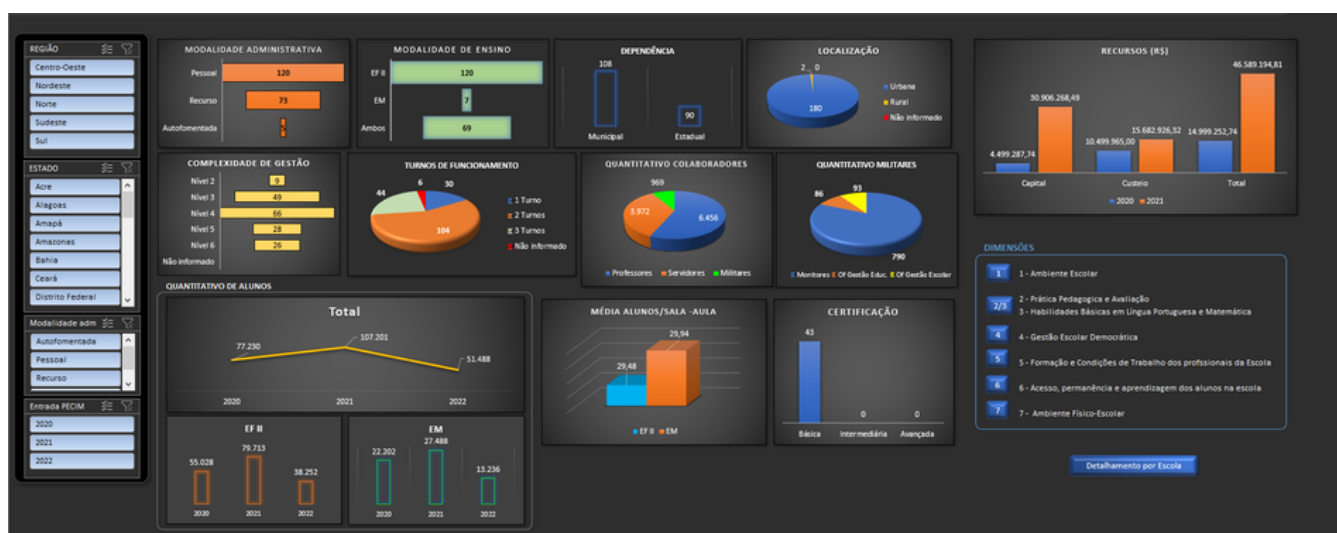 REGIÃO
Centro-Oeste
Nordeste
Norte
Sudeste
Sul
ESTADO
Acre
Alagoas
Amapá
Amazonas
Bahia
Ceará
Distrito Federal
Modalidade adm
Autofomentada
Pessoal
Recurso
Entrada PECIM
2020
2021
2022
MODALIDADE ADMINISTRATIVA
Pessoal 120
Recurso 73
Autofomentada
MODALIDADE DE ENSINO
EF II 120
EM 7
Ambos 69
DEPENDÊNCIA
108
90
Municipal Estadual
LOCALIZAÇÃO
2 0
180
Urbana
Rural
Não informado
RECURSOS (R$)
46.589.194,81
30.906.268,49
15.682.926,32
14.999.252,74
10.499.965,00
4.499.287,74
Capital Custeio Total
2020 2021
COMPLEXIDADE DE GESTÃO
Nível 2 9
Nível 3 49
Nível 4 66
Nível 5 28
Nível 6 26
Não informado
TURNOS DE FUNCIONAMENTO
6 30
44
104
1 Turno
2 Turnos
3 Turnos
Não informado
QUANTITATIVO COLABORADORES
969
3.972
6.456
Professores Servidores Militares
QUANTITATIVO MILITARES
93
86
790
Monitores Of Gestão Educ. Of Gestão Escolar
QUANTITATIVO DE ALUNOS
Total
77.230
107.201
51.488
2020 2021 2022
EF II
55.028
79.713
38.252
2020 2021 2022
EM
22.202
27.488
13.236
2020 2021 2022
MÉDIA ALUNOS/SALA -AULA
29,94
29,48
EF II EM
CERTIFICAÇÃO
43
0 0
Básica Intermediária Avançada
DIMENSÕES
1 1 - Ambiente Escolar
2/3 2 - Prática Pedagogica e Avaliação
3 - Habilidades Básicas em Língua Portuguesa e Matemática
4 4 - Gestão Escolar Democrática
5 5 - Formação e Condições de Trabalho dos profssionais da Escola
6 6 - Acesso, permanência e aprendizagem dos alunos na escola
7 7 - Ambiente Físico-Escolar
Detalhamento por Escola